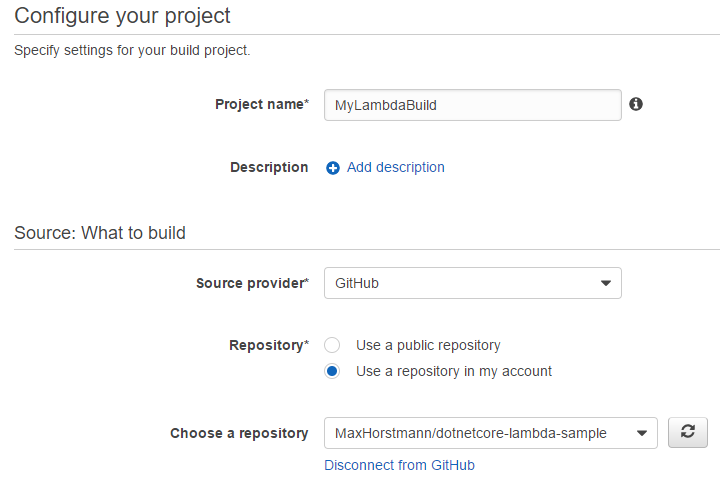 Configure your project
Specify settings for your build project.
Project name* MyLambdaBuild
Description Add description
Source: What to build
Source provider* GitHub
Repository* Use a public repository
Use a repository in my account
Choose a repository MaxHorstmann/dotnetcore-lambda-sample
Disconnect from GitHub